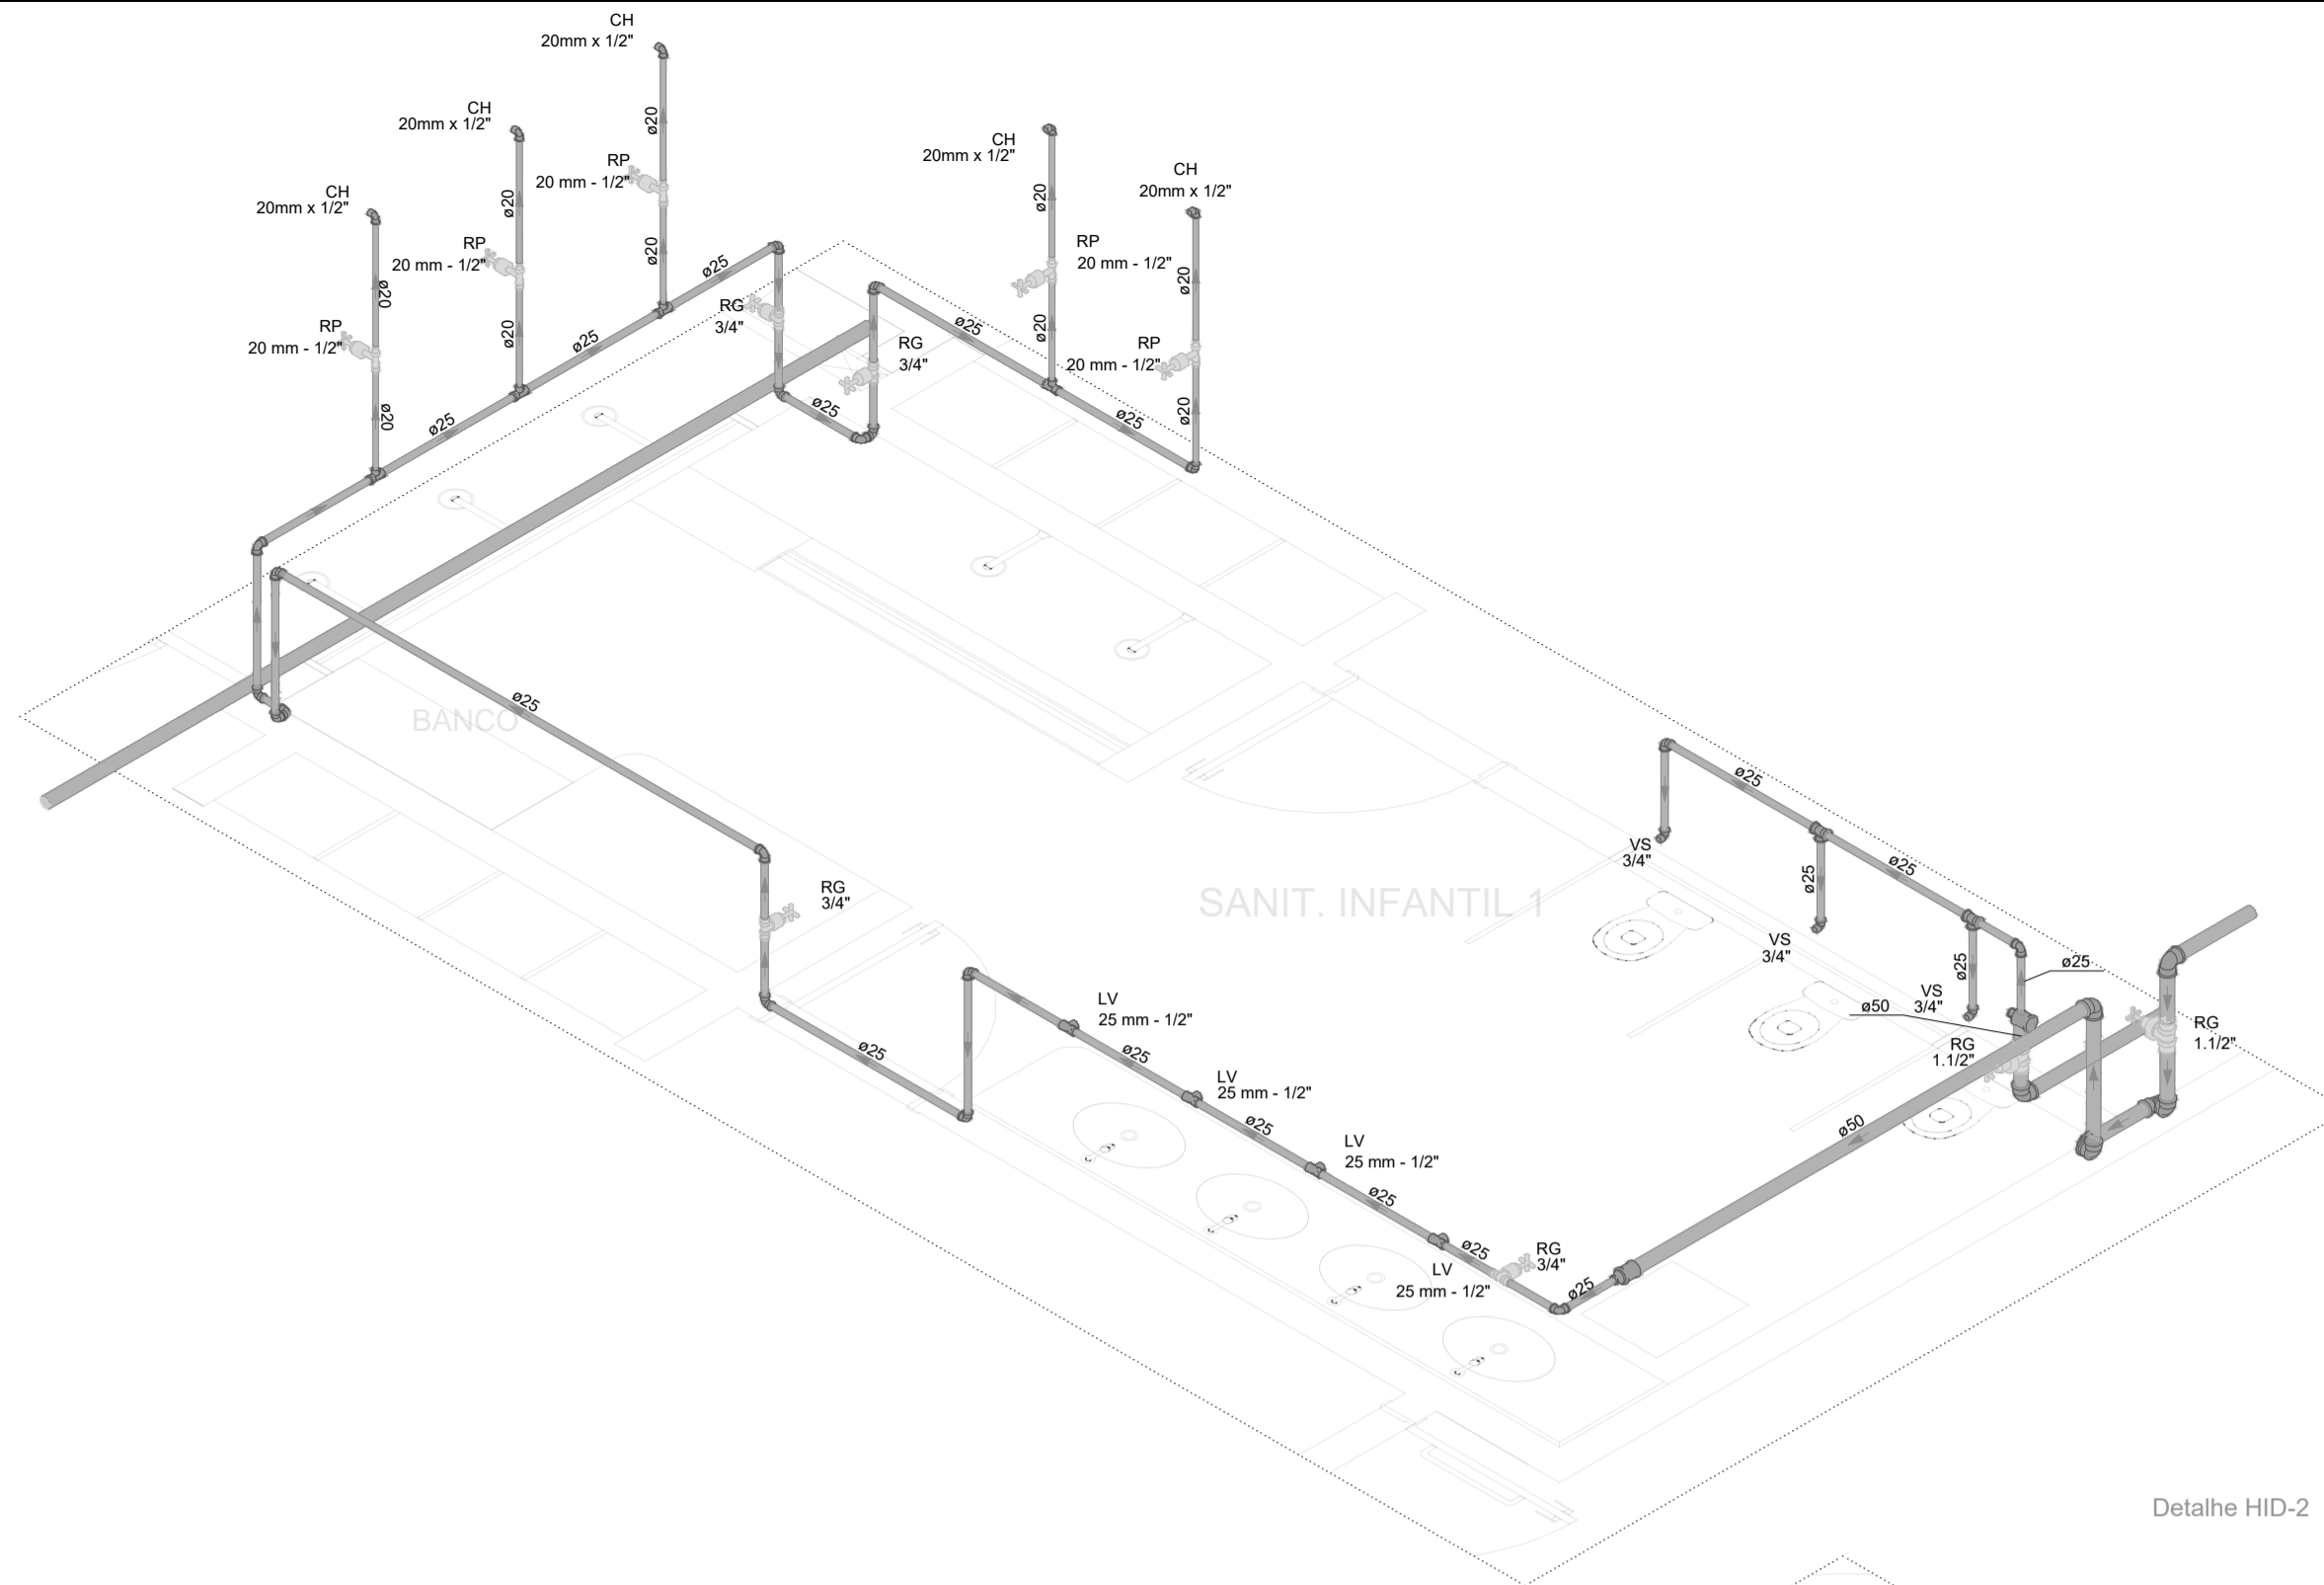 CH
20mm x 1/2"
ø20
RP
20 mm - 1/2"
ø20
CH
20mm x 1/2"
ø20
RP
20 mm - 1/2"
ø20
CH
20mm x 1/2"
ø20
RP
20 mm - 1/2"
ø20
CH
20mm x 1/2"
ø20
RP
20 mm - 1/2"
ø20
CH
20mm x 1/2"
ø20
RP
20 mm - 1/2"
ø20
ø25
ø25
ø25
RG
3/4"
ø25
RG
3/4"
ø25
ø25
ø25
BANCO
RG
3/4"
SANIT. INFANTIL 1
ø25
LV
25 mm - 1/2"
ø25
LV
25 mm - 1/2"
ø25
LV
25 mm - 1/2"
ø25
LV
25 mm - 1/2"
ø25
RG
3/4"
ø25
ø50
VS
3/4"
ø25
ø25
VS
3/4"
ø25
ø25
VS
3/4"
ø25
ø50
RG
1.1/2"
RG
1.1/2"
Detalhe HID-2